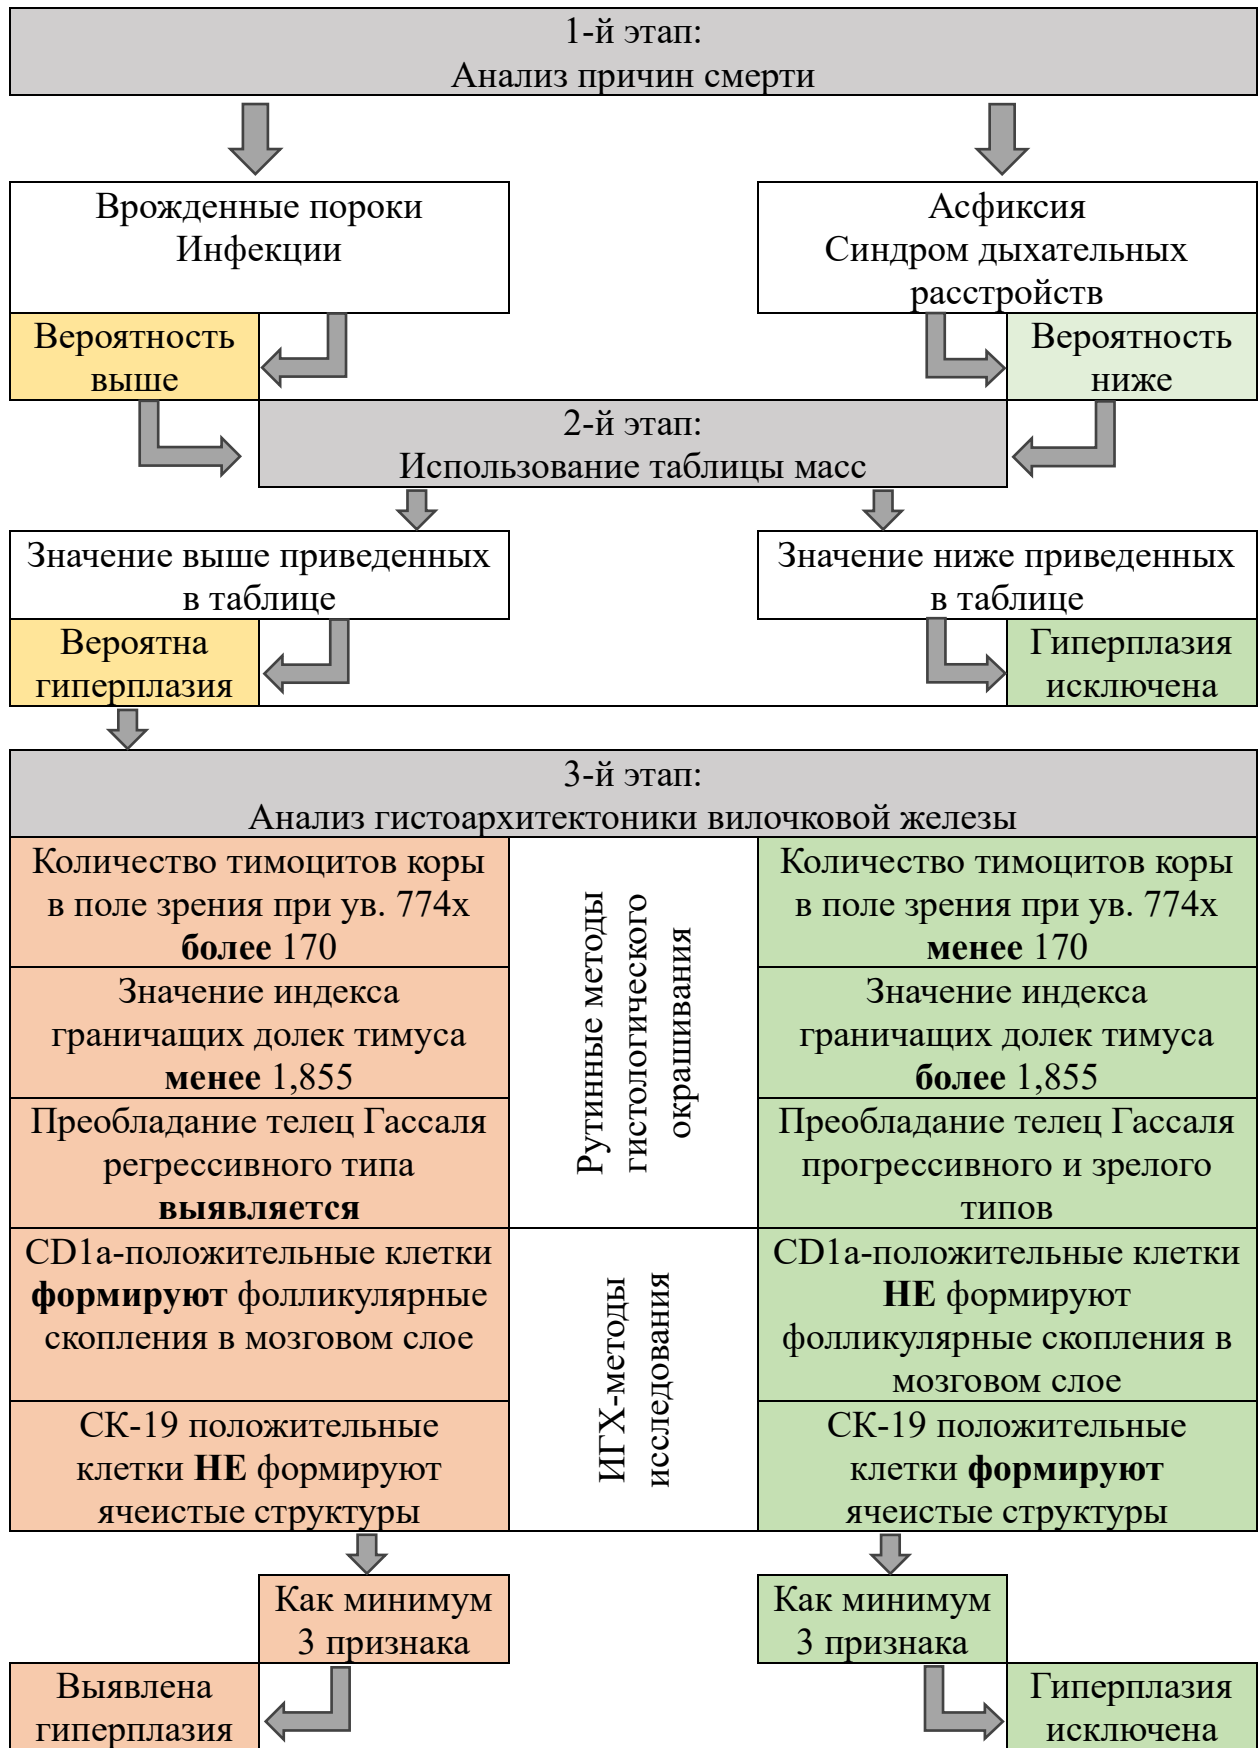 1-й этап:
Анализ причин смерти
Врожденные пороки
Инфекции
Асфиксия
Синдром дыхательных
расстройств
Вероятность
выше
Вероятность
ниже
2-й этап:
Использование таблицы масс
Значение выше приведенных
в таблице
Значение ниже приведенных
в таблице
Вероятна
гиперплазия
Гиперплазия
исключена
3-й этап:
Анализ гистоархитектоники вилочковой железы
Количество тимоцитов коры
в поле зрения при ув. 774х
более 170
Значение индекса
граничащих долек тимуса
менее 1,855
Преобладание телец Гассаля
регрессивного типа
выявляется
Рутинные методы
гистологического
окрашивания
Количество тимоцитов коры
в поле зрения при ув. 774х
менее 170
Значение индекса
граничащих долек тимуса
более 1,855
Преобладание телец Гассаля
прогрессивного и зрелого
типов
CD1a-положительные клетки
формируют фолликулярные
скопления в мозговом слое
СК-19 положительные
клетки НЕ формируют
ячеистые структуры
ИГХ-методы
исследования
CD1a-положительные клетки
НЕ формируют
фолликулярные скопления в
мозговом слое
СК-19 положительные
клетки формируют
ячеистые структуры
Как минимум
3 признака
Как минимум
3 признака
Выявлена
гиперплазия
Гиперплазия
исключена